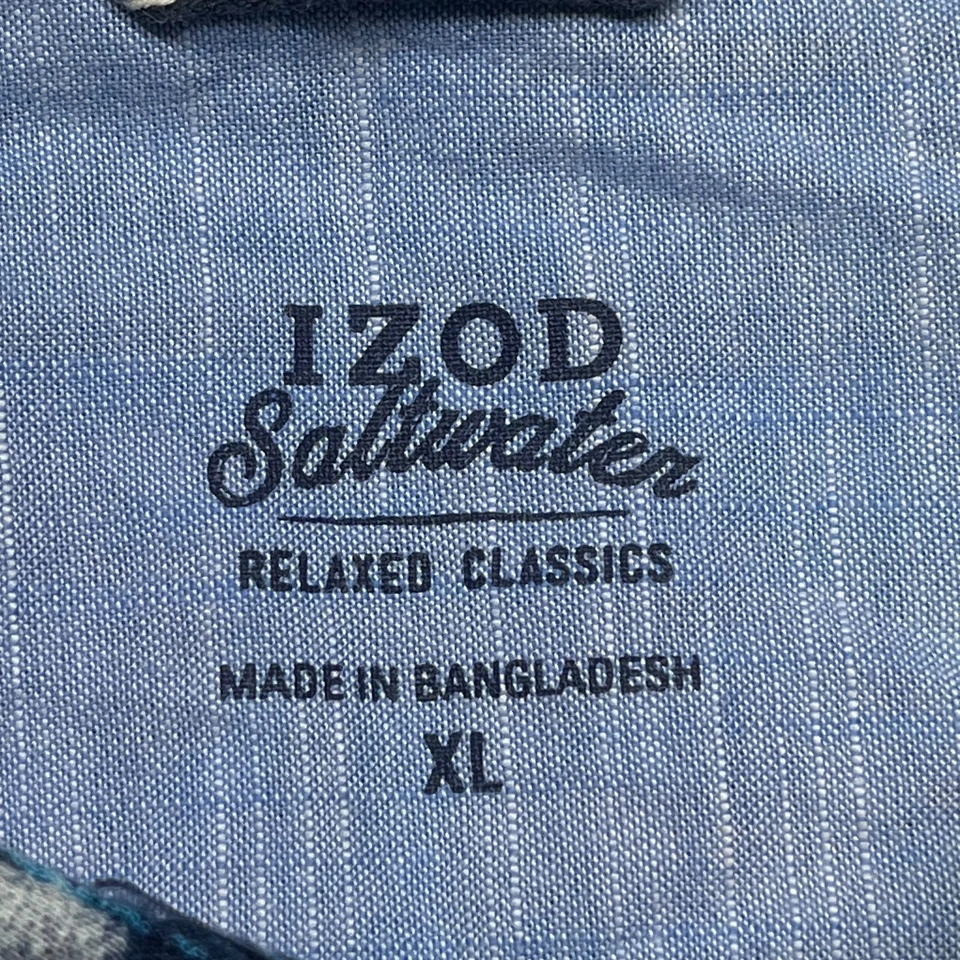 IZOD
Saltwater
RELAXED CLASSICS
MADE IN BANGLADESH
XL